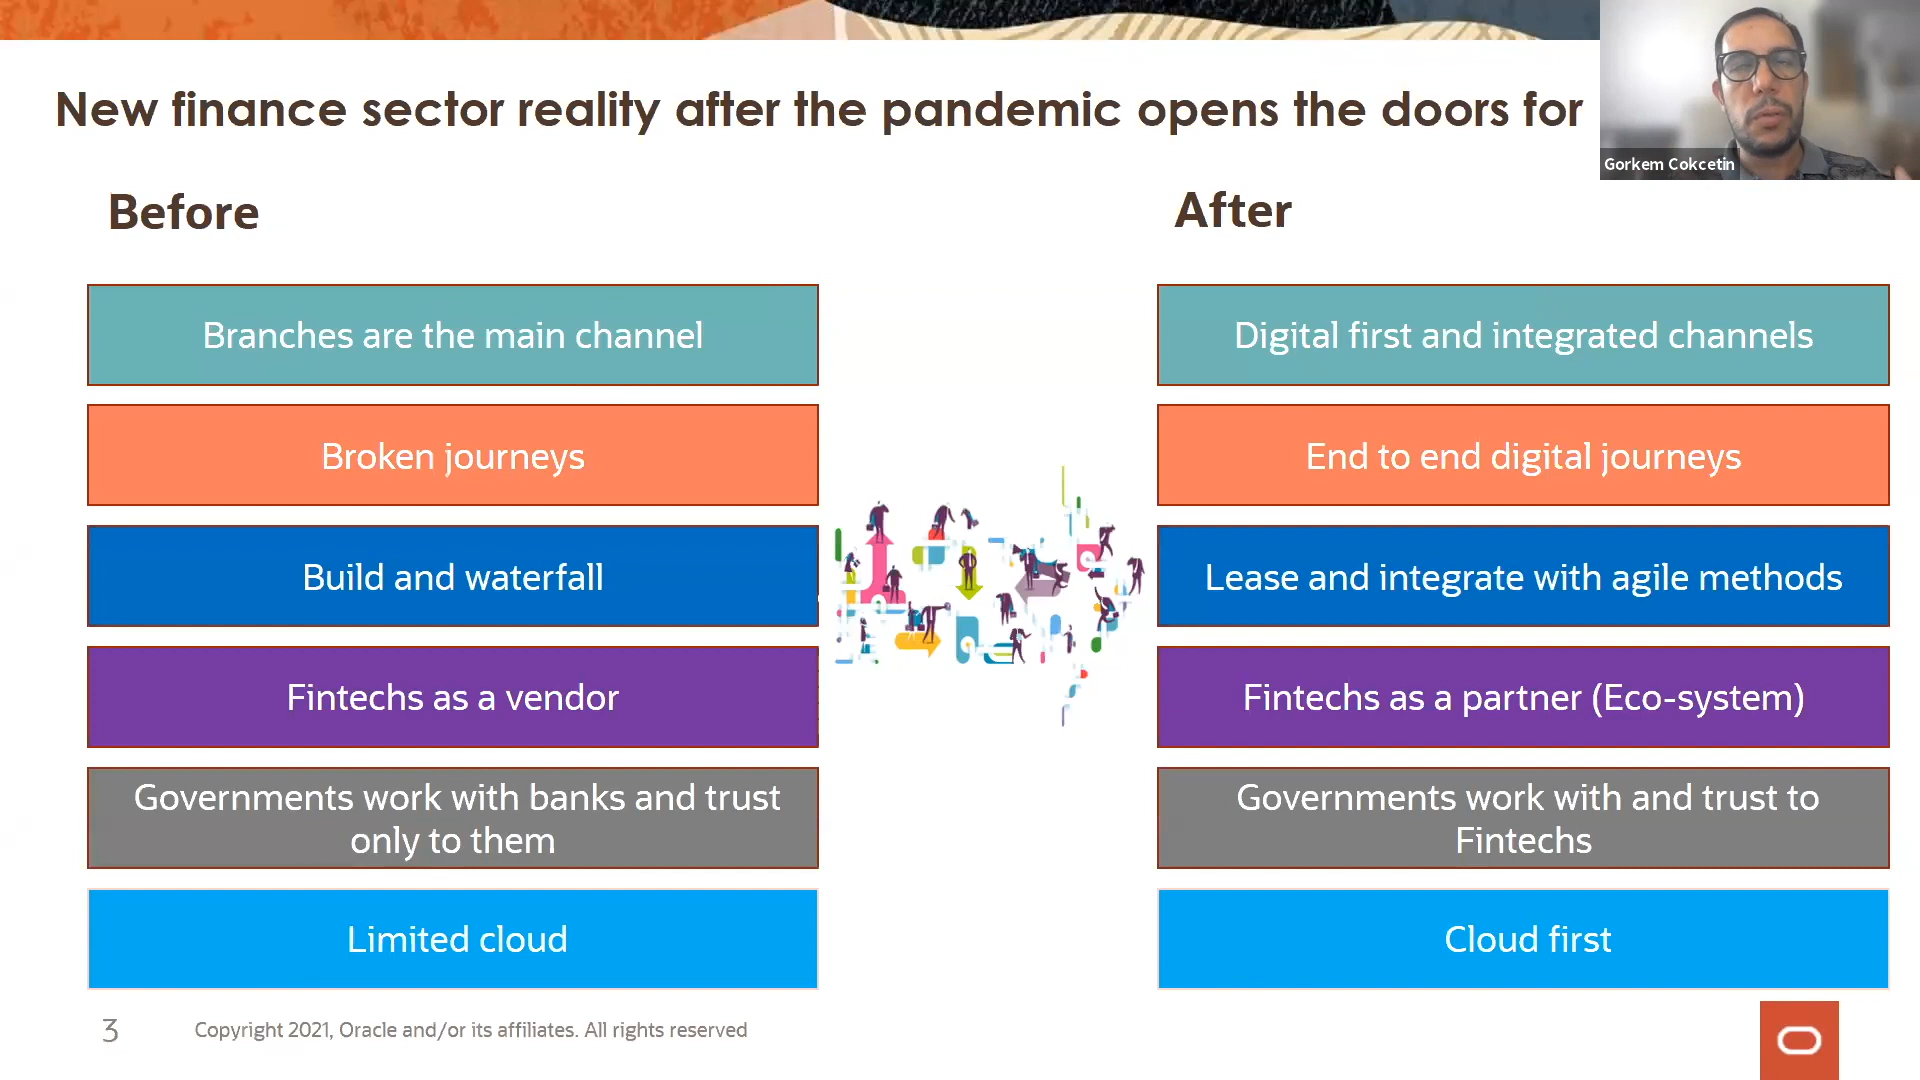 New finance sector reality after the pandemic opens the doors for
Gorkem Cokcetin
Before
After
Branches are the main channel
Digital first and integrated channels
Broken journeys
End to end digital journeys
Build and waterfall
Lease and integrate with agile methods
Fintechs as a vendor
Fintechs as a partner (Eco-system)
Governments work with banks and trust
only to them
Governments work with and trust to
Fintechs
Limited cloud
Cloud first
3
Copyright 2021, Oracle and/or its affiliates. All rights reserved